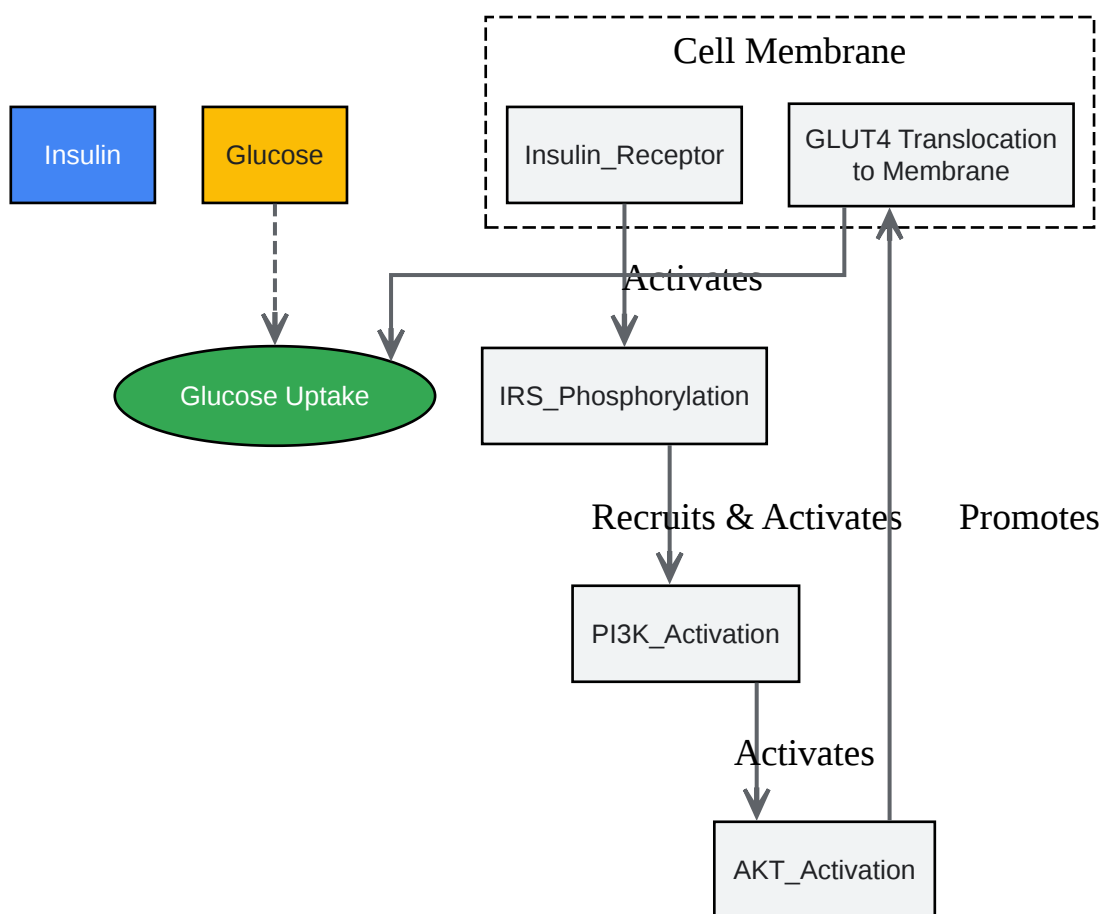 Cell Membrane
Insulin
Glucose
Insulin_Receptor
GLUT4 Translocation
to Membrane
Activates
Glucose Uptake
IRS_Phosphorylation
Recruits & Activates
Promotes
PI3K_Activation
Activates
AKT_Activation